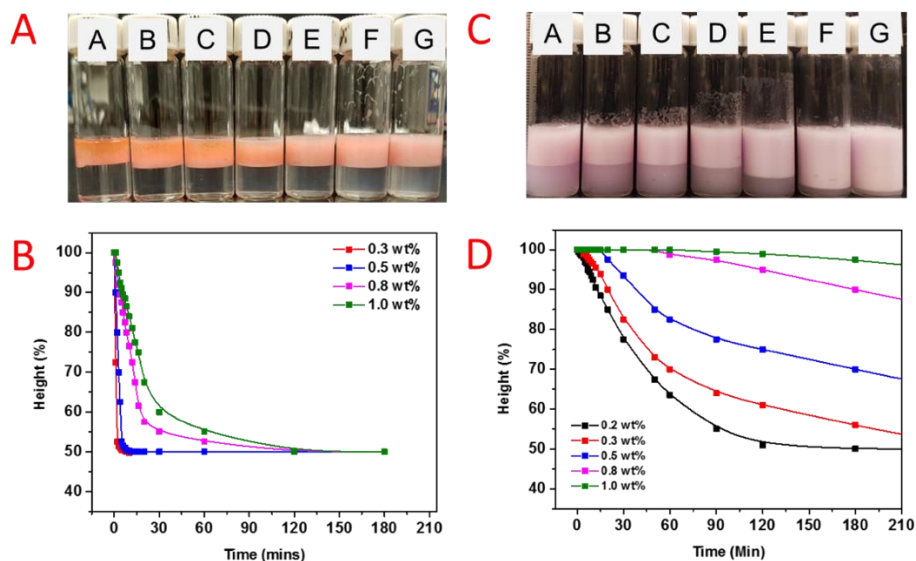 A
A B C D E F G
C
A B C D E F G
B
100
90
80
70
60
50
40
Height (%)
0.3 wt%
0.5 wt%
0.8 wt%
1.0 wt%
0 30 60 90 120 150 180 210
Time (mins)
D
100
90
80
70
60
50
40
Height (%)
0.2 wt%
0.3 wt%
0.5 wt%
0.8 wt%
1.0 wt%
0 30 60 90 120 150 180 210
Time (Min)